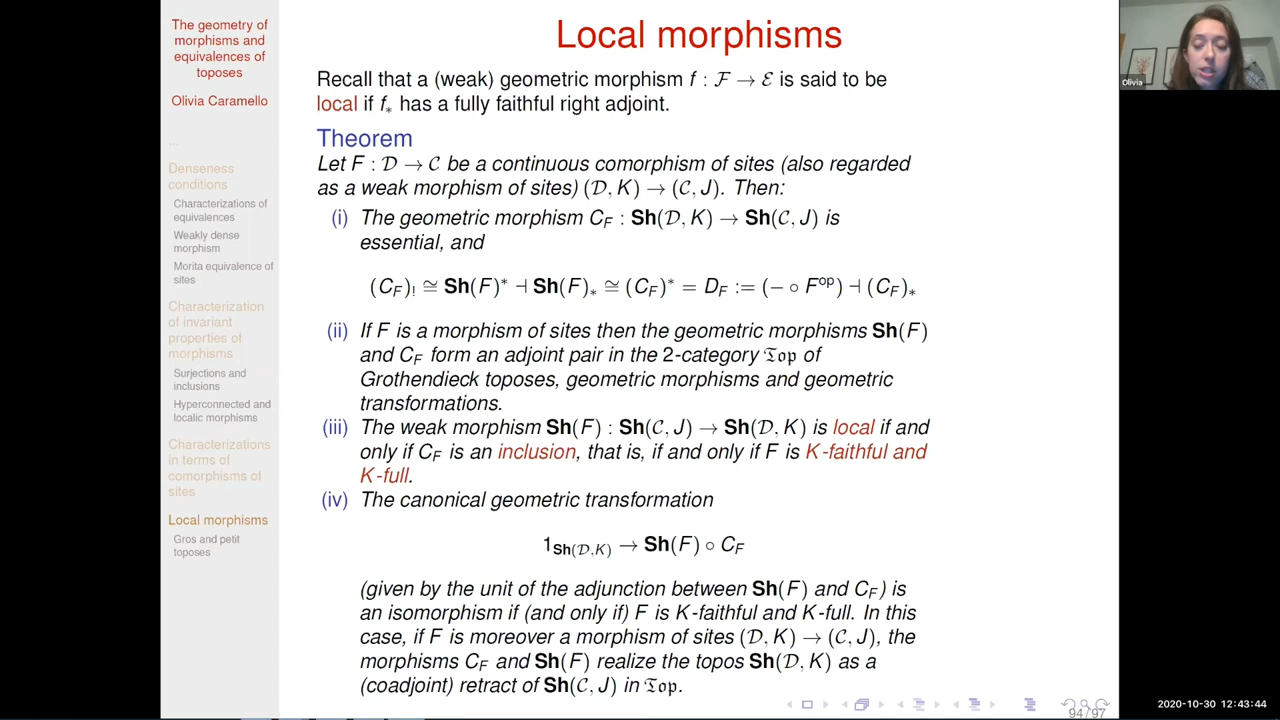 The geometry of
morphisms and
equivalences of
toposes
Olivia Caramello
...
Denseness
conditions
Characterizations of
equivalences
Weakly dense
morphism
Morita equivalence of
sites
Characterization
of invariant
properties of
morphisms
Surjections and
inclusions
Hyperconnected and
localic morphisms
Characterizations
in terms of
comorphisms of
sites
Local morphisms
Gros and petit
toposes
Local morphisms
Recall that a (weak) geometric morphism f : ℱ → ℰ is said to be
local if f∗ has a fully faithful right adjoint.
Theorem
Let F : 𝒟 → 𝒞 be a continuous comorphism of sites (also regarded
as a weak morphism of sites) (𝒟, K) → (𝒞, J). Then:
(i) The geometric morphism C_F : Sh(𝒟, K) → Sh(𝒞, J) is
essential, and
(C_F)_! ≅ Sh(F)^* ⊣ Sh(F)_* ≅ (C_F)^* = D_F := (− ∘ F^op) ⊣ (C_F)_*
(ii) If F is a morphism of sites then the geometric morphisms Sh(F)
and C_F form an adjoint pair in the 2-category 𝔗𝔬𝔭 of
Grothendieck toposes, geometric morphisms and geometric
transformations.
(iii) The weak morphism Sh(F) : Sh(𝒞, J) → Sh(𝒟, K) is local if and
only if C_F is an inclusion, that is, if and only if F is K-faithful and
K-full.
(iv) The canonical geometric transformation
1_Sh(𝒟,K) → Sh(F) ∘ C_F
(given by the unit of the adjunction between Sh(F) and C_F) is
an isomorphism if (and only if) F is K-faithful and K-full. In this
case, if F is moreover a morphism of sites (𝒟, K) → (𝒞, J), the
morphisms C_F and Sh(F) realize the topos Sh(𝒟, K) as a
(coadjoint) retract of Sh(𝒞, J) in 𝔗𝔬𝔭.
94/97
Olivia
2020-10-30 12:43:44